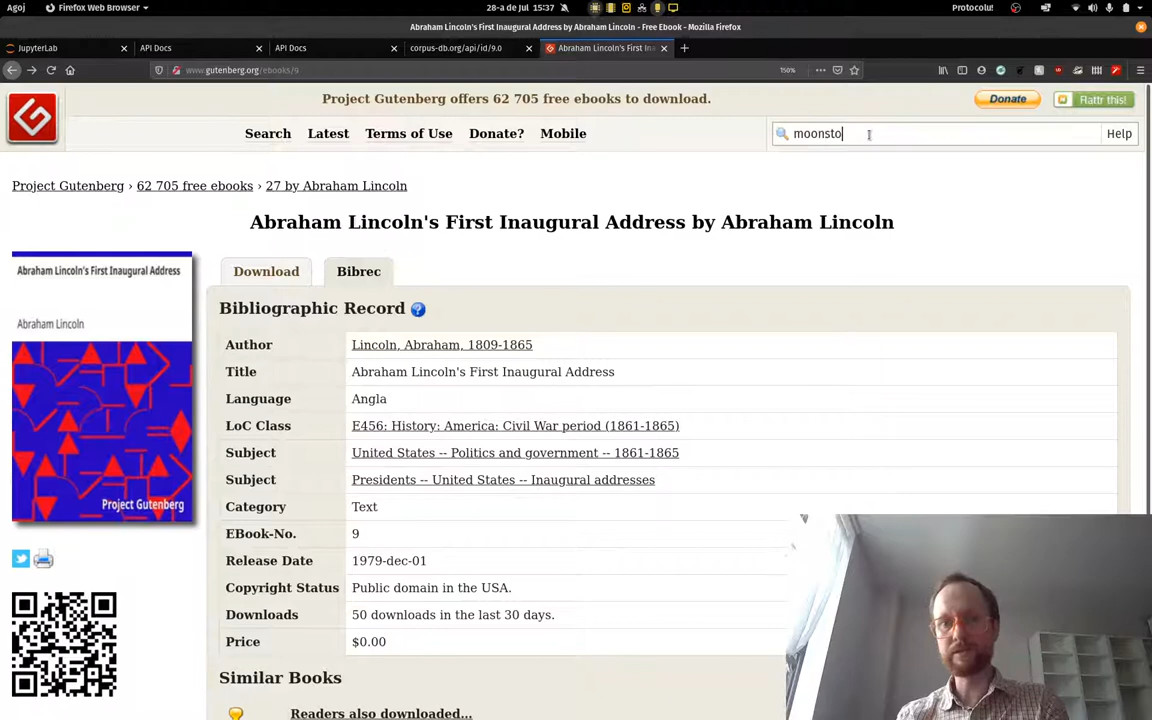 Agoj Firefox Web Browser 28-a de Jul 15:37 Protocolu!
Abraham Lincoln's First Inaugural Address by Abraham Lincoln - Free Ebook - Mozilla Firefox
JupyterLab API Docs API Docs corpus-db.org/api/id/9.0 Abraham Lincoln's First In
www.gutenberg.org/ebooks/9 150%
Project Gutenberg offers 62 705 free ebooks to download. Donate Flattr this!
Search Latest Terms of Use Donate? Mobile moonsto Help
Project Gutenberg › 62 705 free ebooks › 27 by Abraham Lincoln
Abraham Lincoln's First Inaugural Address by Abraham Lincoln
Abraham Lincoln's First Inaugural Address
Abraham Lincoln
Project Gutenberg
Download Bibrec
Bibliographic Record ?
Author Lincoln, Abraham, 1809-1865
Title Abraham Lincoln's First Inaugural Address
Language Angla
LoC Class E456: History: America: Civil War period (1861-1865)
Subject United States -- Politics and government -- 1861-1865
Subject Presidents -- United States -- Inaugural addresses
Category Text
EBook-No. 9
Release Date 1979-dec-01
Copyright Status Public domain in the USA.
Downloads 50 downloads in the last 30 days.
Price $0.00
Similar Books
Readers also downloaded...